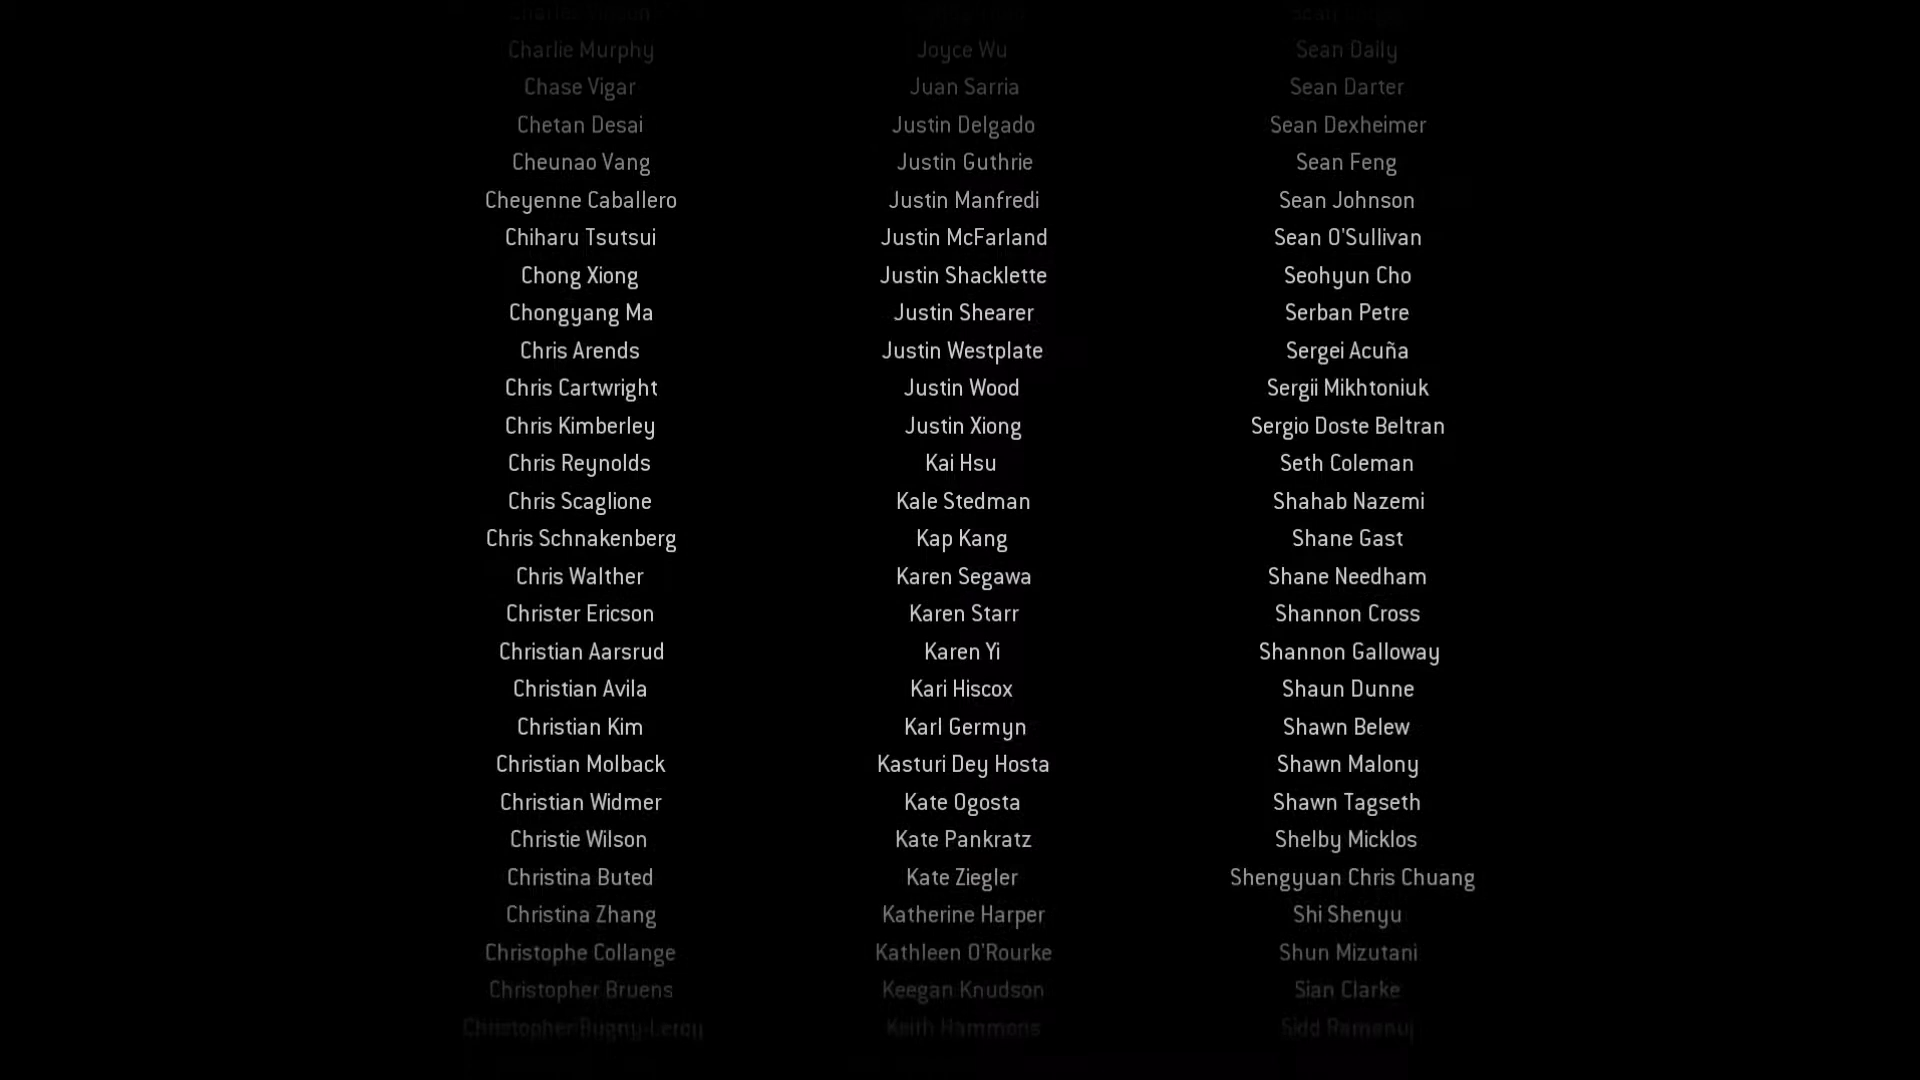 Charlie Murphy
Chase Vigar
Chetan Desai
Cheunao Vang
Cheyenne Caballero
Chiharu Tsutsui
Chong Xiong
Chongyang Ma
Chris Arends
Chris Cartwright
Chris Kimberley
Chris Reynolds
Chris Scaglione
Chris Schnakenberg
Chris Walther
Christer Ericson
Christian Aarsrud
Christian Avila
Christian Kim
Christian Molback
Christian Widmer
Christie Wilson
Christina Buted
Christina Zhang
Christophe Collange
Christopher Bruens
Christopher Bugny-Leroy
Joyce Wu
Juan Sarria
Justin Delgado
Justin Guthrie
Justin Manfredi
Justin McFarland
Justin Shacklette
Justin Shearer
Justin Westplate
Justin Wood
Justin Xiong
Kai Hsu
Kale Stedman
Kap Kang
Karen Segawa
Karen Starr
Karen Yi
Kari Hiscox
Karl Germyn
Kasturi Dey Hosta
Kate Ogosta
Kate Pankratz
Kate Ziegler
Katherine Harper
Kathleen O'Rourke
Keegan Knudson
Keith Hammons
Sean Daily
Sean Darter
Sean Dexheimer
Sean Feng
Sean Johnson
Sean O'Sullivan
Seohyun Cho
Serban Petre
Sergei Acuña
Sergii Mikhtoniuk
Sergio Doste Beltran
Seth Coleman
Shahab Nazemi
Shane Gast
Shane Needham
Shannon Cross
Shannon Galloway
Shaun Dunne
Shawn Belew
Shawn Malony
Shawn Tagseth
Shelby Micklos
Shengyuan Chris Chuang
Shi Shenyu
Shun Mizutani
Sian Clarke
Sidd Ramanuj